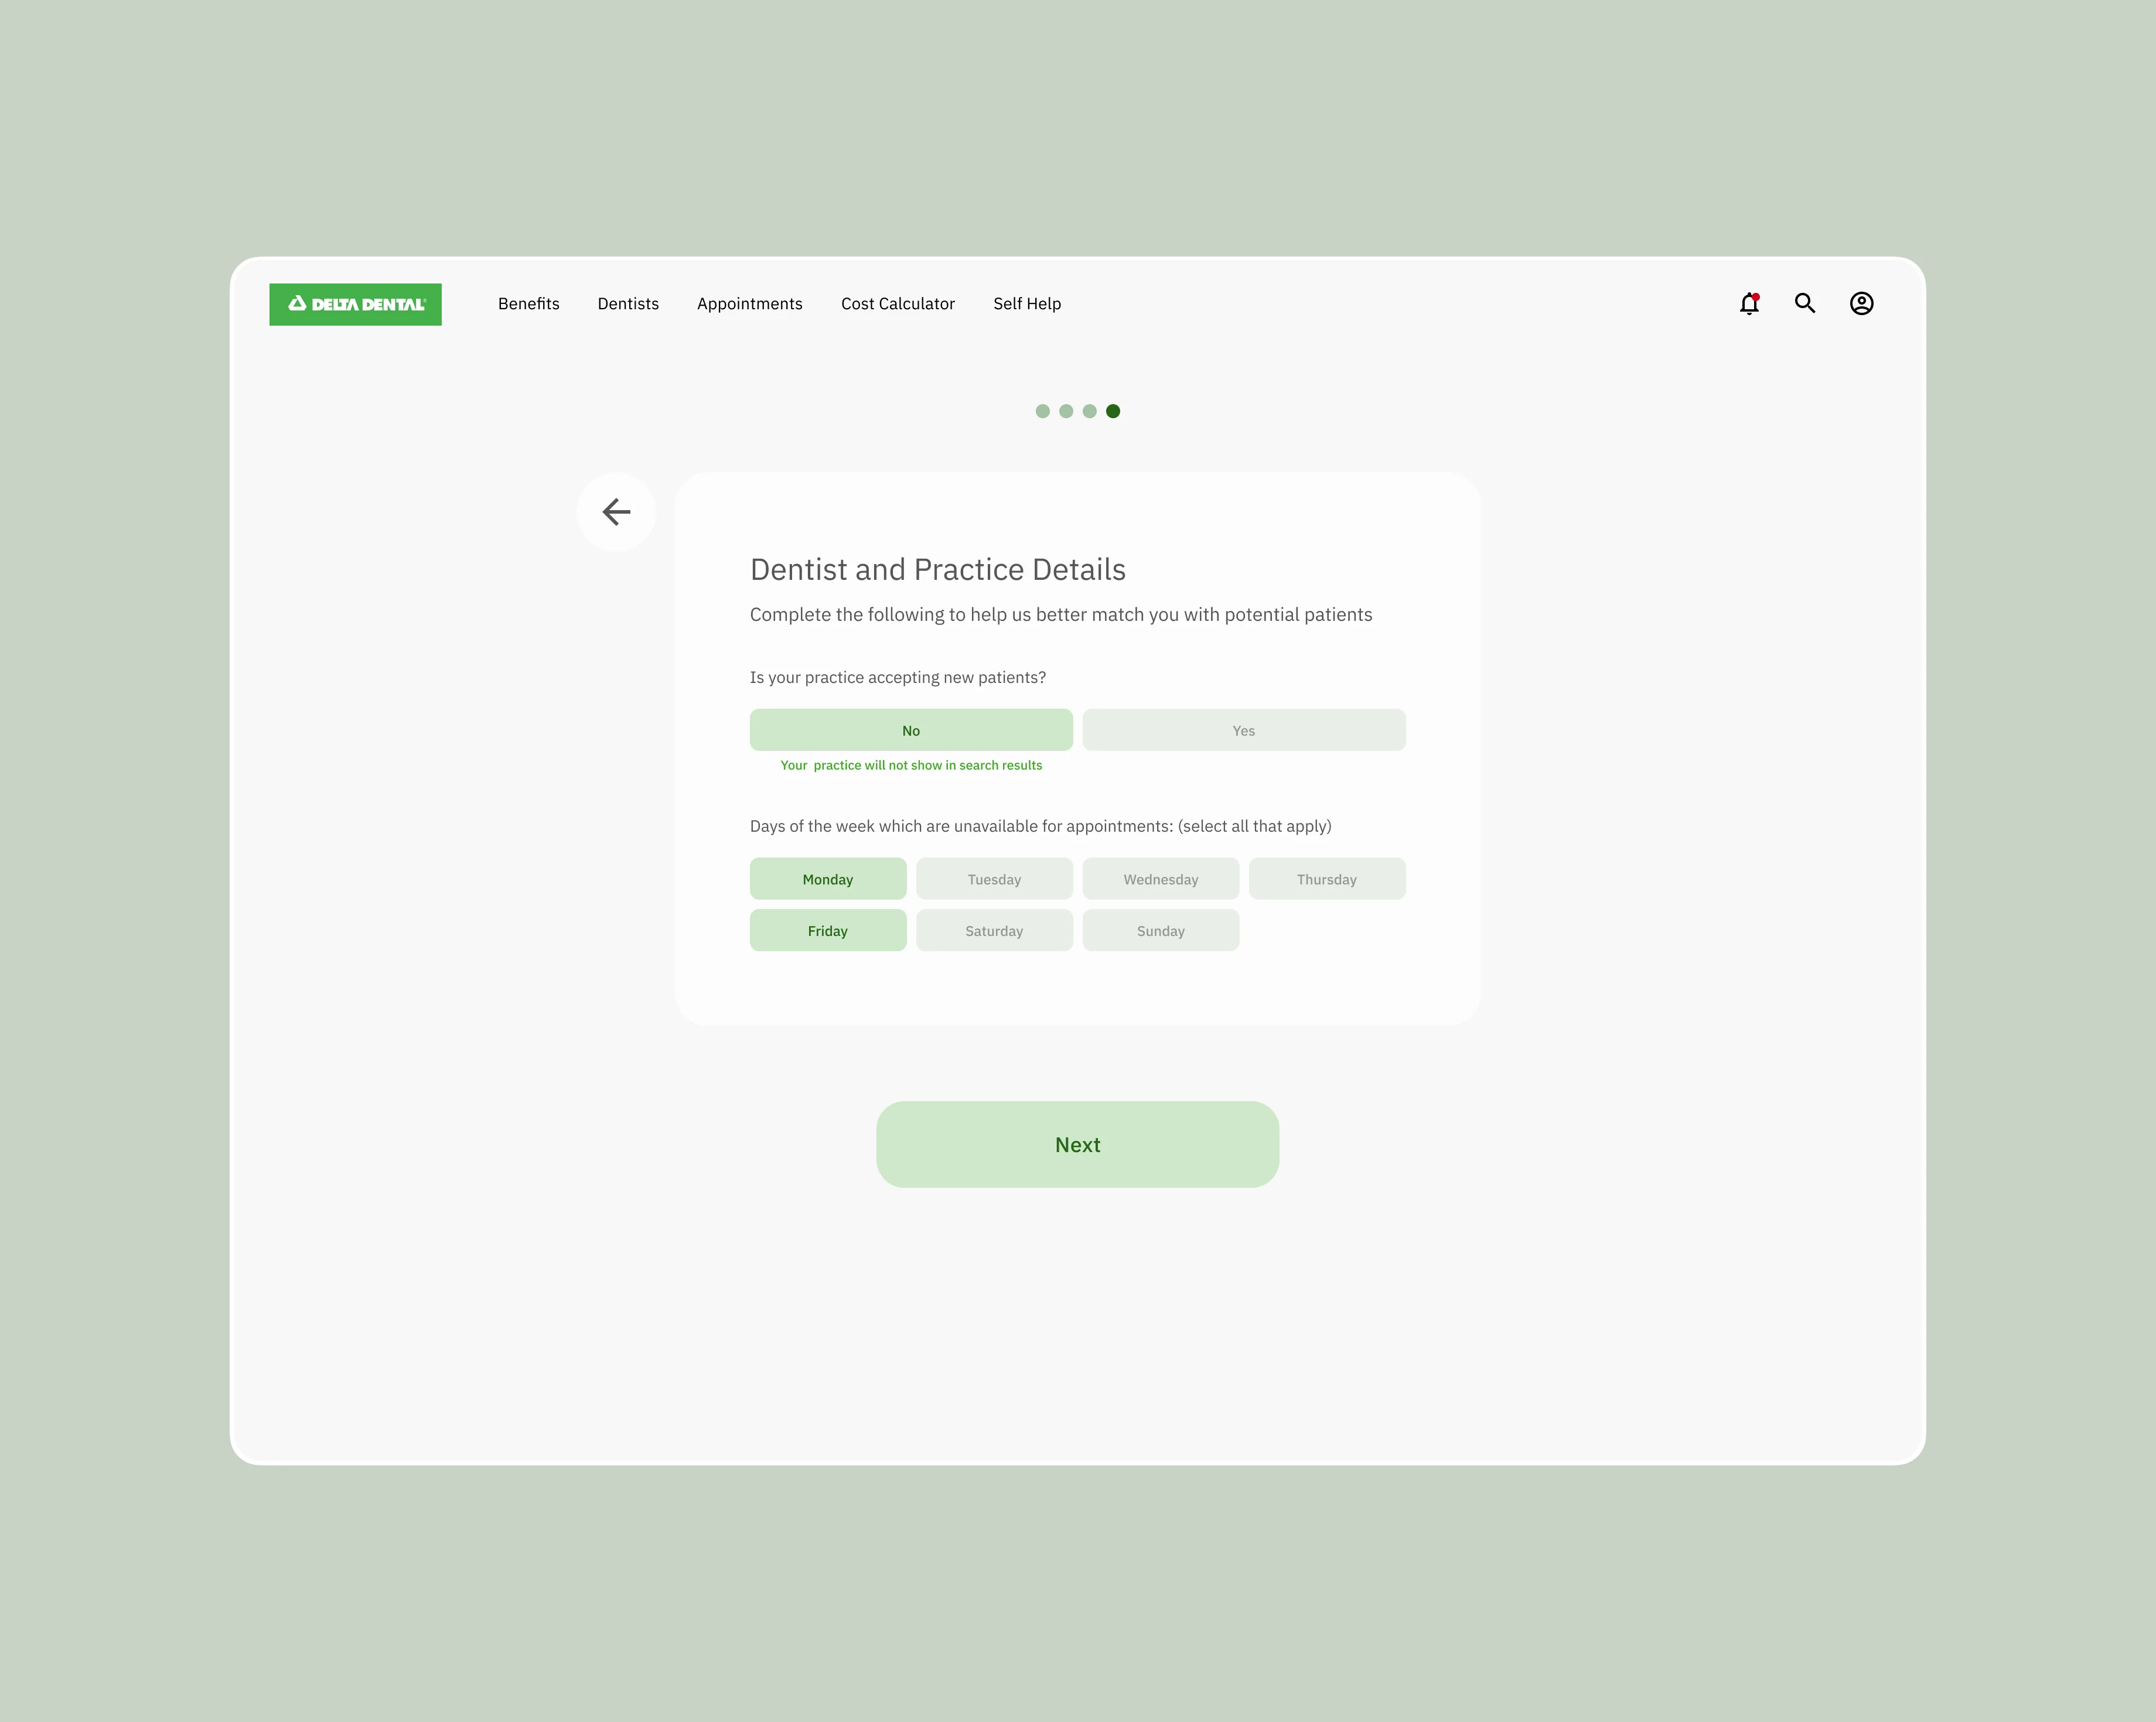 DELTA DENTAL
Benefits
Dentists
Appointments
Cost Calculator
Self Help
Dentist and Practice Details
Complete the following to help us better match you with potential patients
Is your practice accepting new patients?
No
Yes
Your  practice will not show in search results
Days of the week which are unavailable for appointments: (select all that apply)
Monday
Tuesday
Wednesday
Thursday
Friday
Saturday
Sunday
Next